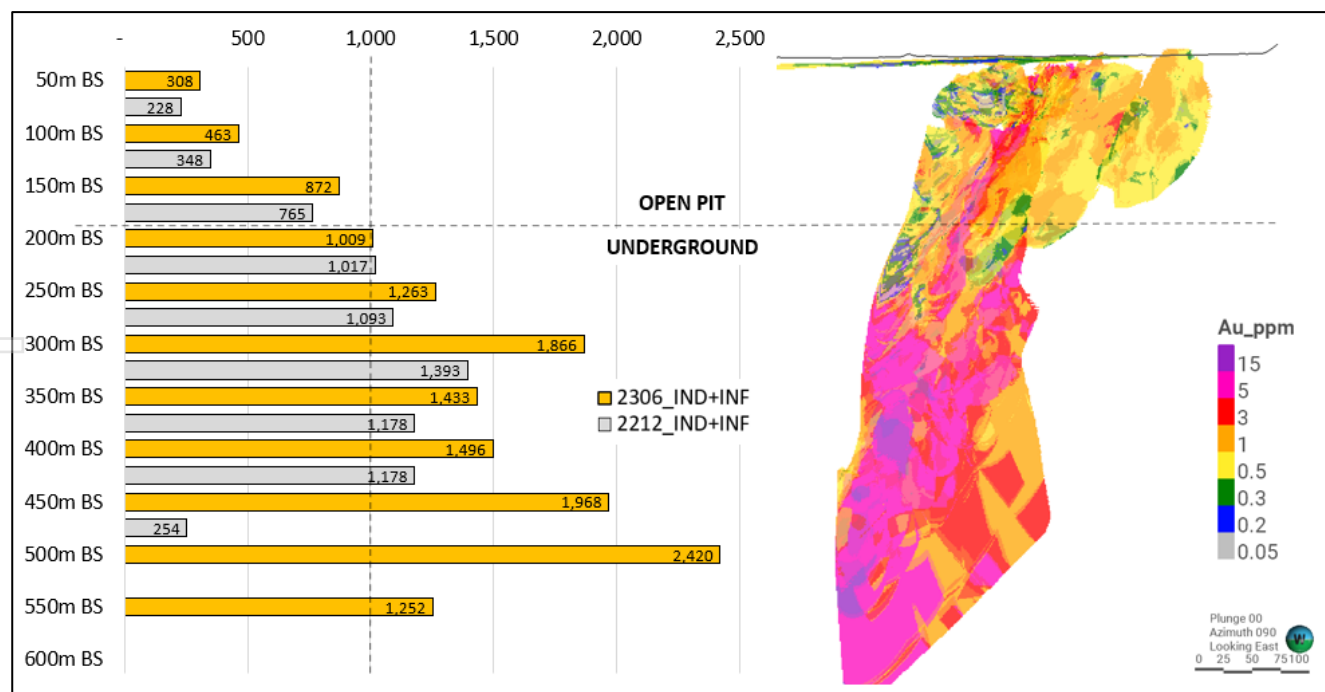 - 500 1,000 1,500 2,000 2,500
50m BS
308
228
100m BS
463
348
150m BS
872
765
OPEN PIT
UNDERGROUND
200m BS
1,009
1,017
250m BS
1,263
1,093
300m BS
1,866
1,393
350m BS
1,433
1,178
400m BS
1,496
1,178
450m BS
1,968
254
500m BS
2,420
550m BS
1,252
600m BS
2306_IND+INF
2212_IND+INF
Au_ppm
15
5
3
1
0.5
0.3
0.2
0.05
Plunge 00
Azimuth 090
Looking East
0 25 50 75 100